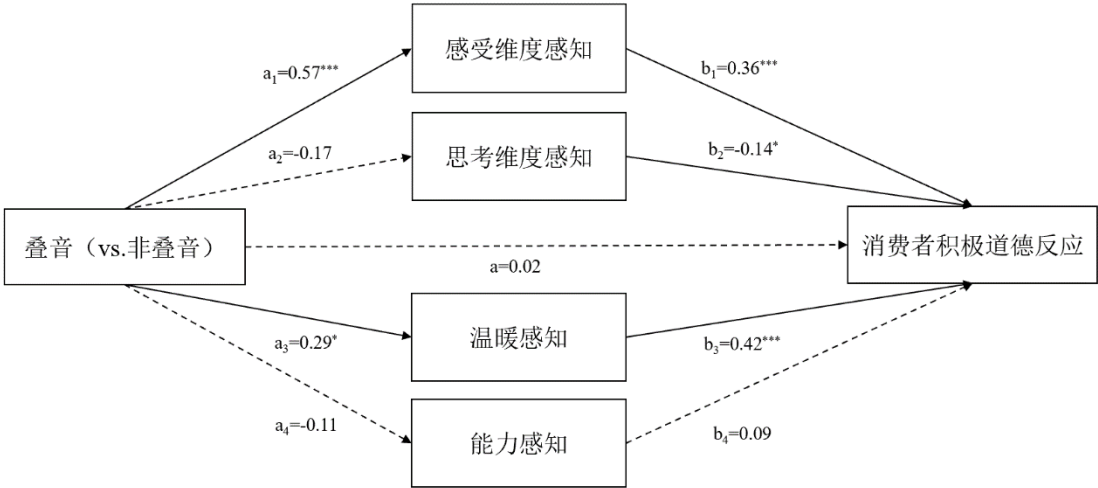 感受维度感知
a₁=0.57***
b₁=0.36***
思考维度感知
a₂=-0.17
b₂=-0.14*
叠音（vs.非叠音）
消费者积极道德反应
a=0.02
温暖感知
a₃=0.29*
b₃=0.42***
能力感知
a₄=-0.11
b₄=0.09